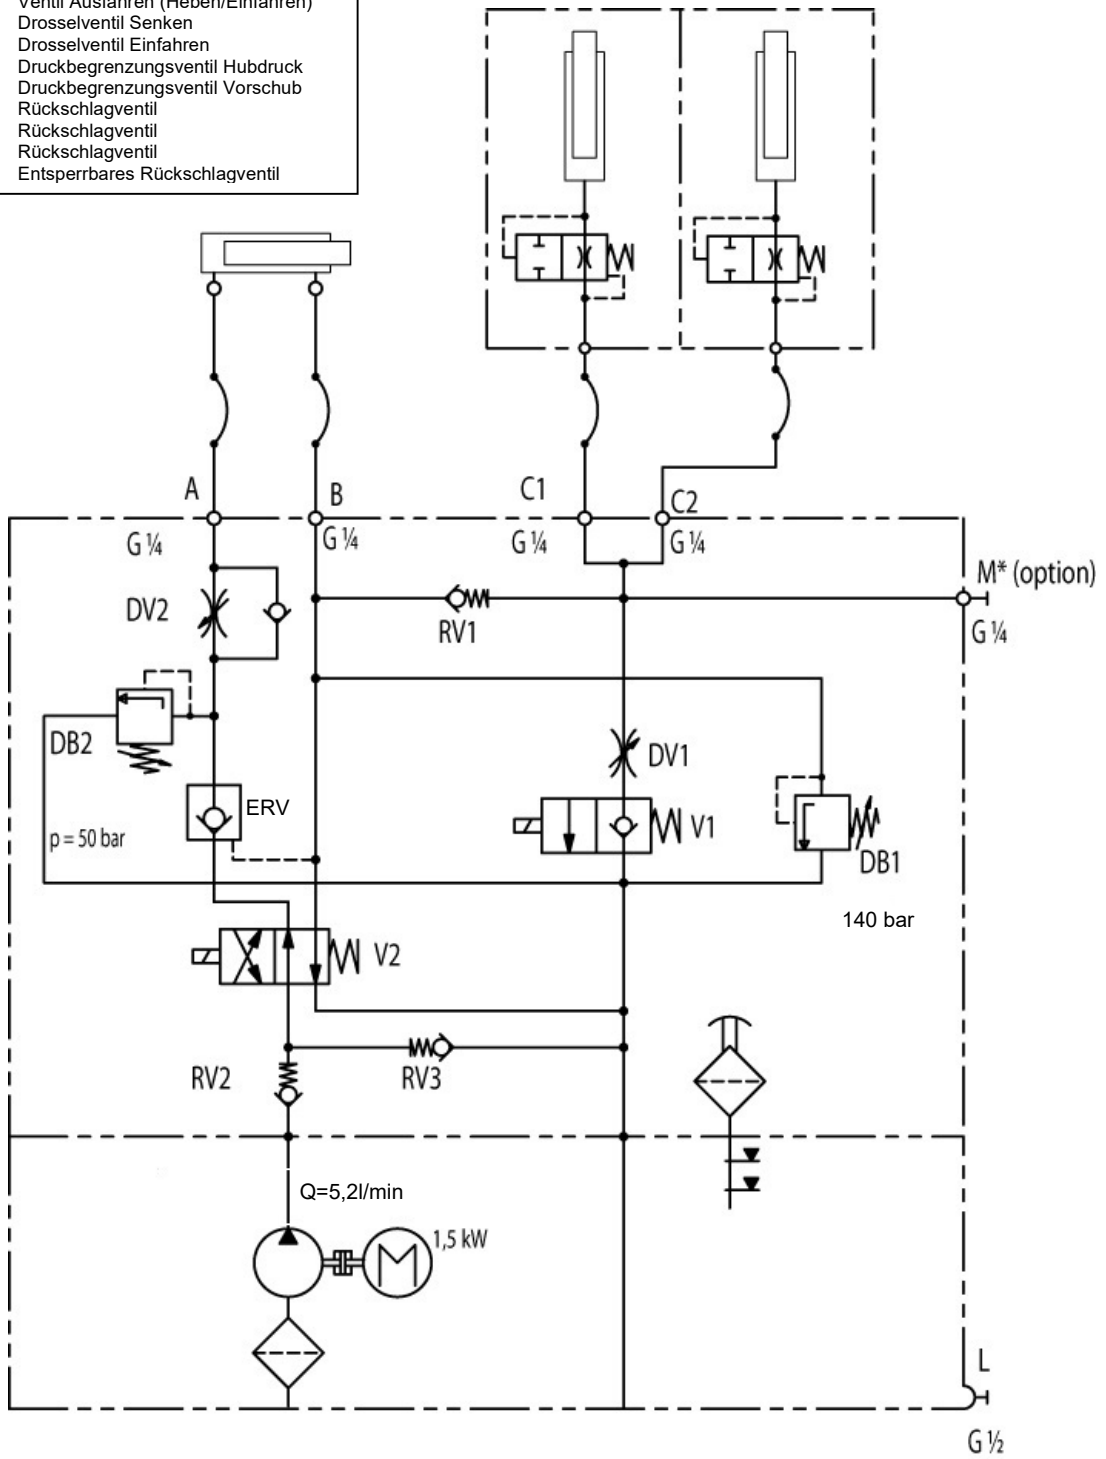 Ventil Ausfahren (Heben/Einfahren)
Drosselventil Senken
Drosselventil Einfahren
Druckbegrenzungsventil Hubdruck
Druckbegrenzungsventil Vorschub
Rückschlagventil
Rückschlagventil
Rückschlagventil
Entsperrbares Rückschlagventil
A
B
C1
C2
G ¼
G ¼
G ¼
G ¼
M* (option)
G ¼
DV2
RV1
DB2
DV1
ERV
V1
p = 50 bar
DB1
140 bar
V2
RV2
RV3
Q=5,2l/min
1,5 kW
M
L
G ½